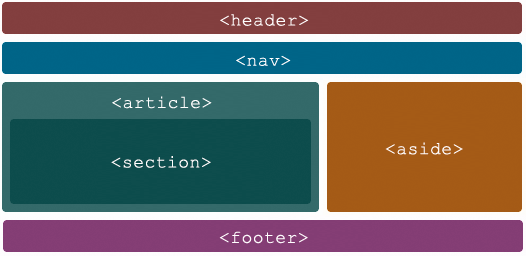 <header>
<nav>
<article>
<section>
<aside>
<footer>